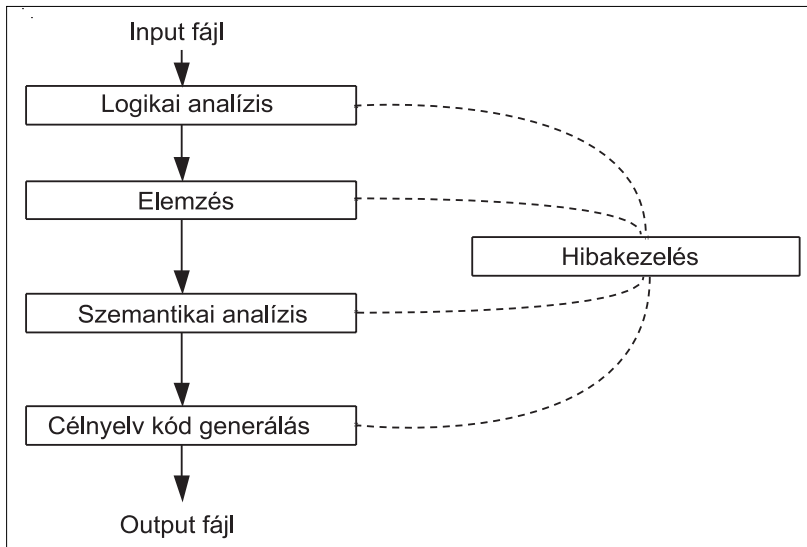 Input fájl
Logikai analízis
Elemzés
Hibakezelés
Szemantikai analízis
Célnyelv kód generálás
Output fájl